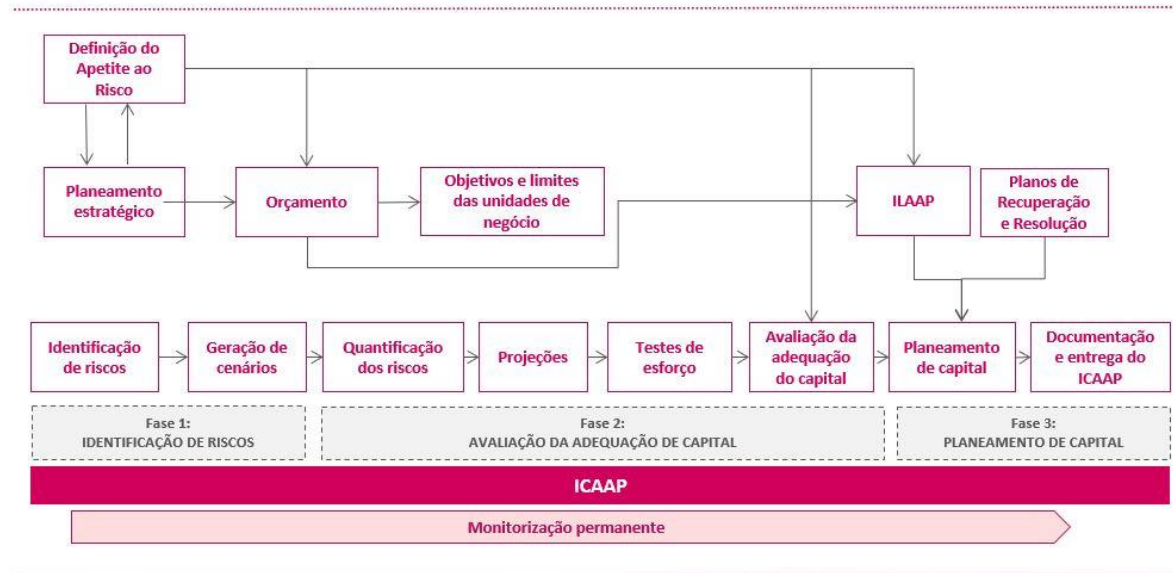 Definição do
Apetite ao
Risco
Planeamento
estratégico
Orçamento
Objetivos e limites
das unidades de
negócio
ILAAP
Planos de
Recuperação
e Resolução
Identificação
de riscos
Geração de
cenários
Quantificação
dos riscos
Projeções
Testes de
esforço
Avaliação da
adequação
do capital
Planeamento
de capital
Documentação
e entrega do
ICAAP
Fase 1:
IDENTIFICAÇÃO DE RISCOS
Fase 2:
AVALIAÇÃO DA ADEQUAÇÃO DE CAPITAL
Fase 3:
PLANEAMENTO DE CAPITAL
ICAAP
Monitorização permanente